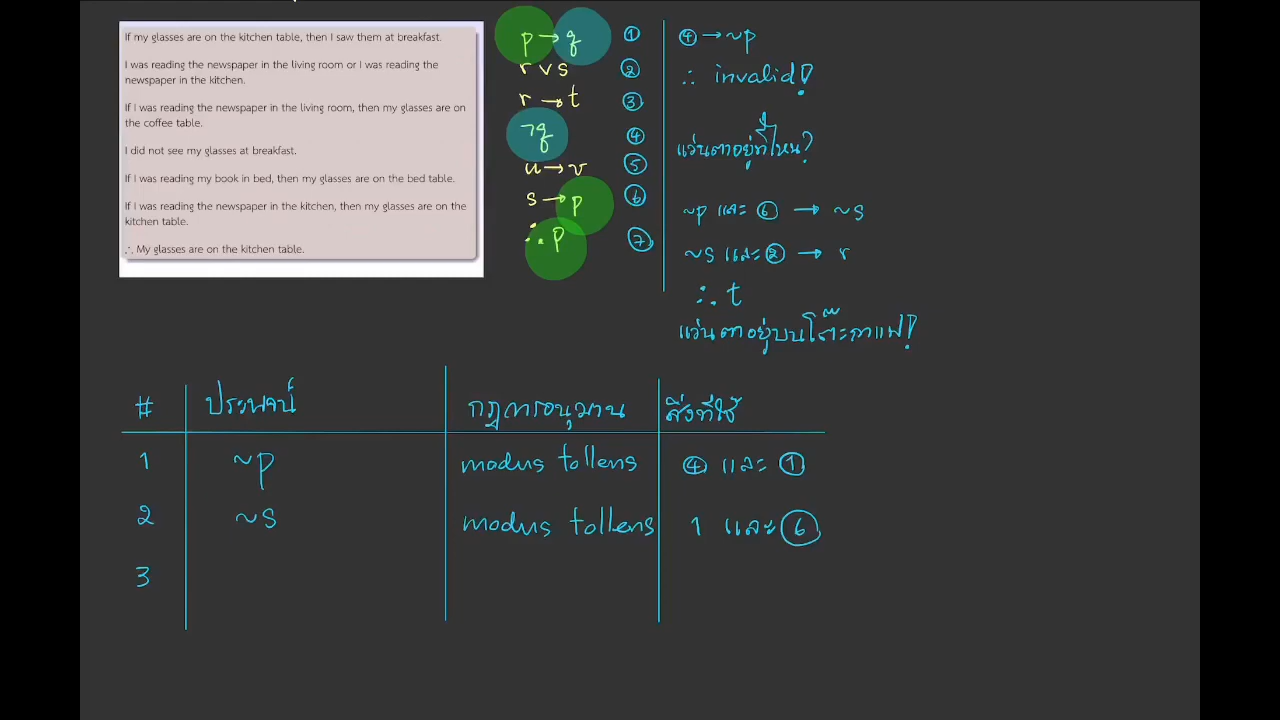 If my glasses are on the kitchen table, then I saw them at breakfast.
I was reading the newspaper in the living room or I was reading the
newspaper in the kitchen.
If I was reading the newspaper in the living room, then my glasses are on
the coffee table.
I did not see my glasses at breakfast.
If I was reading my book in bed, then my glasses are on the bed table.
If I was reading the newspaper in the kitchen, then my glasses are on the
kitchen table.
∴ My glasses are on the kitchen table.
p → q ①
r ∨ s ②
r → t ③
¬q ④
u → v ⑤
s → p ⑥
∴ p ⑦
④ → ~p
∴ invalid!
แว่นตาอยู่ที่ไหน?
~p และ ⑥ → ~s
~s และ ② → r
∴ t
แว่นตาอยู่บนโต๊ะกาแฟ!
# ประพจน์ กฎการอนุมาน สิ่งที่ใช้
1 ~p modus tollens ④ และ ①
2 ~s modus tollens 1 และ ⑥
3